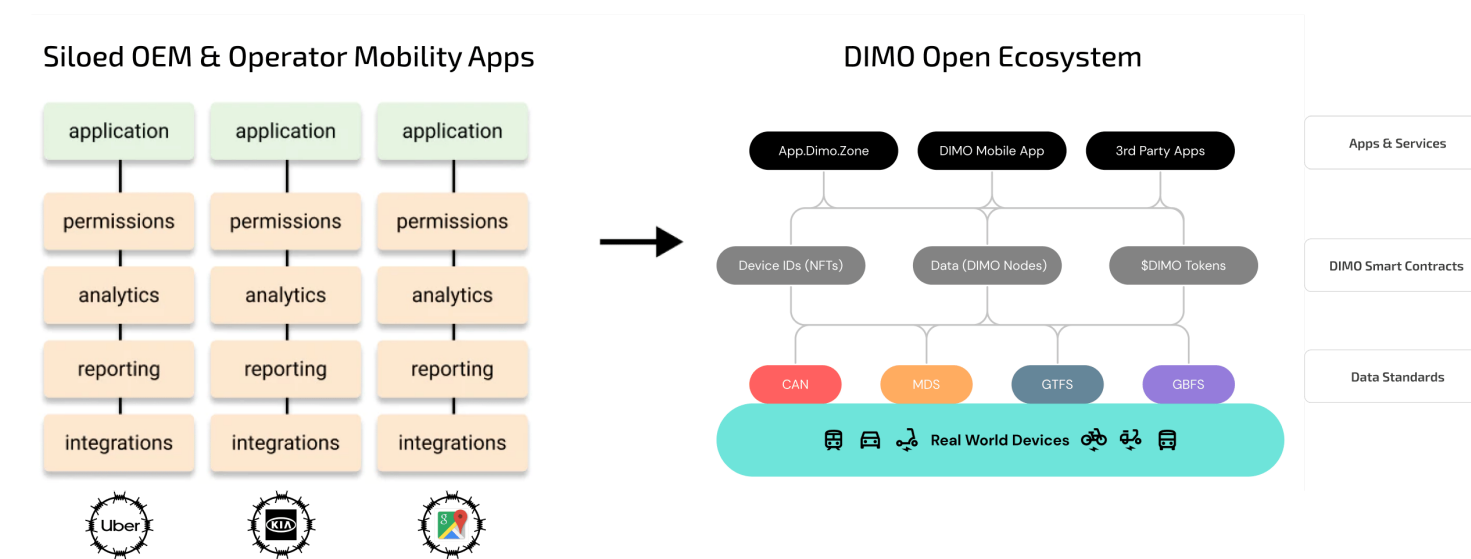 Siloed OEM & Operator Mobility Apps
application
application
application
permissions
permissions
permissions
analytics
analytics
analytics
reporting
reporting
reporting
integrations
integrations
integrations
Uber
KIA
8
DIMO Open Ecosystem
App.Dimo.Zone
DIMO Mobile App
3rd Party Apps
Apps & Services
Device IDs (NFTs)
Data (DIMO Nodes)
$DIMO Tokens
DIMO Smart Contracts
CAN
MDS
GTFS
GBFS
Data Standards
Real World Devices